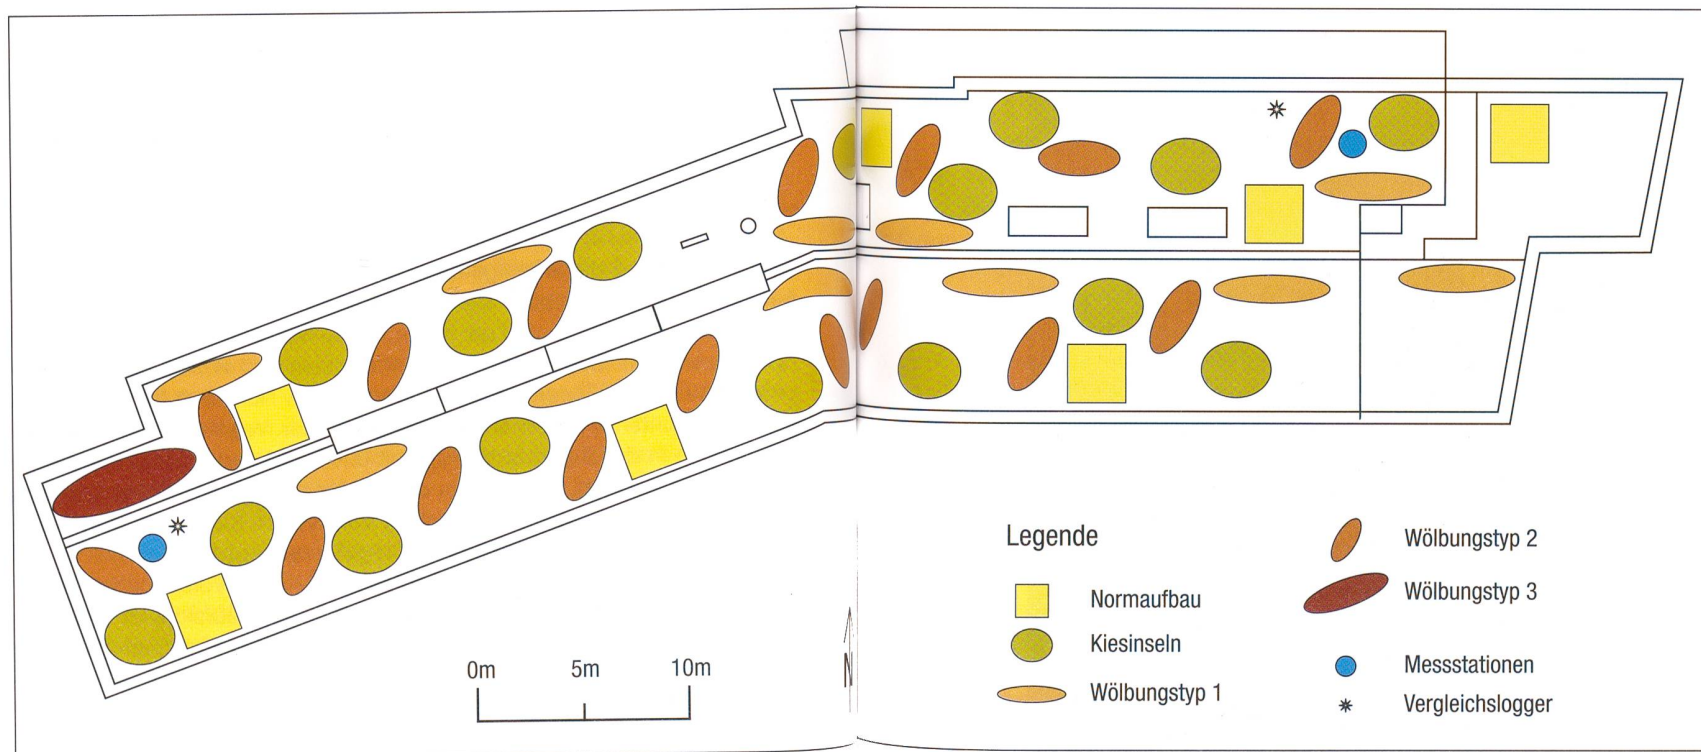 0m 5m 10m
N
Legende
Normaufbau
Kiesinseln
Wölbungstyp 1
Wölbungstyp 2
Wölbungstyp 3
Messstationen
Vergleichslogger